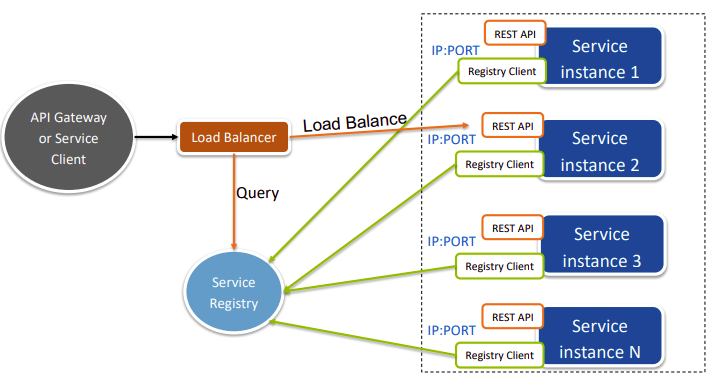 API Gateway
or Service
Client
Load Balancer
Load Balance
Query
Service
Registry
REST API
IP:PORT
Registry Client
Service
instance 1
REST API
IP:PORT
Registry Client
Service
instance 2
REST API
IP:PORT
Registry Client
Service
instance 3
REST API
IP:PORT
Registry Client
Service
instance N